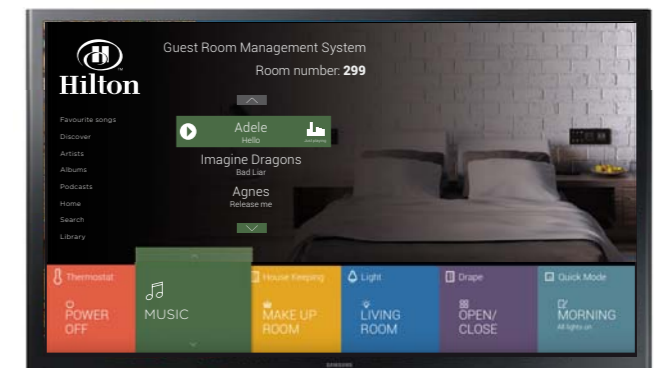 Guest Room Management System
Room number: 299
Hilton
Favourite songs
Discover
Artists
Albums
Podcasts
Home
Search
Library
Adele
Hello
Imagine Dragons
Bad Liar
Agnes
Release me
Thermostat
POWER
OFF
MUSIC
House Keeping
MAKE UP
ROOM
Light
LIVING
ROOM
Drape
OPEN/
CLOSE
Quick Mode
MORNING
All lights on
SAMSUNG